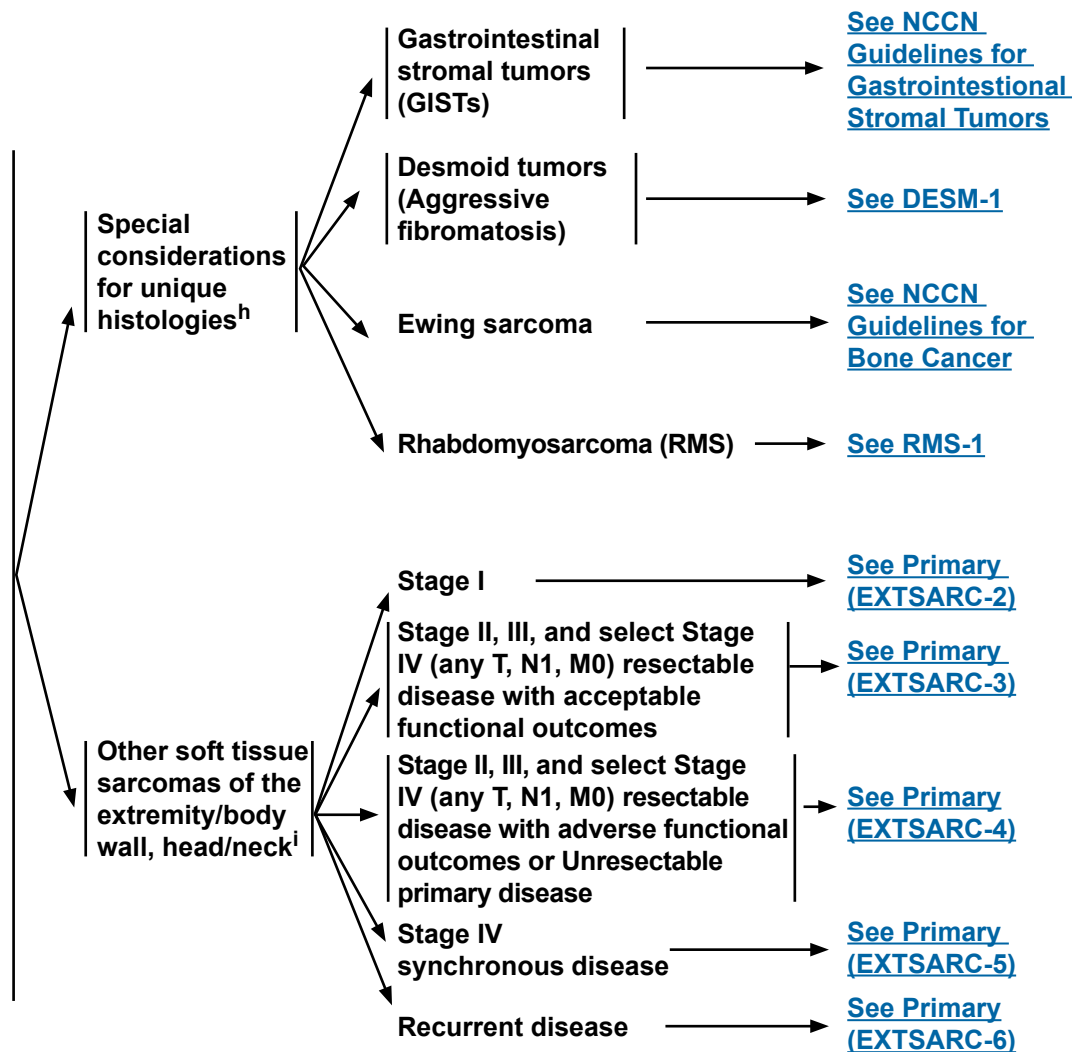 Gastrointestinal
stromal tumors
(GISTs)
See NCCN
Guidelines for
Gastrointestional
Stromal Tumors
Desmoid tumors
(Aggressive
fibromatosis)
See DESM-1
Special
considerations
for unique
histologiesh
Ewing sarcoma
See NCCN
Guidelines for
Bone Cancer
Rhabdomyosarcoma (RMS)
See RMS-1
Stage I
See Primary
(EXTSARC-2)
Stage II, III, and select Stage
IV (any T, N1, M0) resectable
disease with acceptable
functional outcomes
See Primary
(EXTSARC-3)
Other soft tissue
sarcomas of the
extremity/body
wall, head/necki
Stage II, III, and select Stage
IV (any T, N1, M0) resectable
disease with adverse functional
outcomes or Unresectable
primary disease
See Primary
(EXTSARC-4)
Stage IV
synchronous disease
See Primary
(EXTSARC-5)
Recurrent disease
See Primary
(EXTSARC-6)